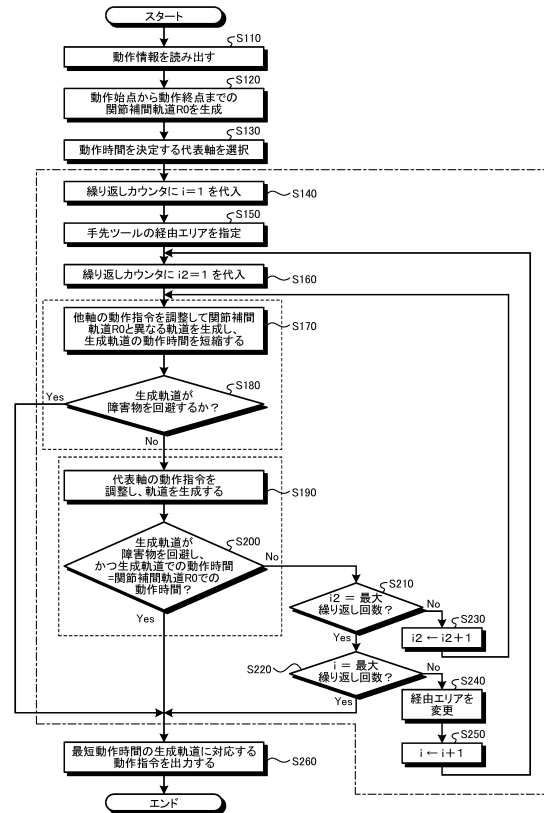 スタート
S110
動作情報を読み出す
S120
動作始点から動作終点までの
関節補間軌道R0を生成
S130
動作時間を決定する代表軸を選択
繰り返しカウンタに i=1 を代入
S140
S150
手先ツールの経由エリアを指定
繰り返しカウンタに i2=1 を代入
S160
他軸の動作指令を調整して関節補間
軌道R0と異なる軌道を生成し、
生成軌道の動作時間を短縮する
S170
S180
生成軌道が
障害物を回避するか？
Yes
No
代表軸の動作指令を
調整し、軌道を生成する
S190
S200
生成軌道が
障害物を回避し、
かつ生成軌道での動作時間
=関節補間軌道R0での
動作時間？
No
Yes
S210
i2 = 最大
繰り返し回数？
No
Yes
S230
i2 ← i2+1
S220
i = 最大
繰り返し回数？
No
Yes
S240
経由エリアを
変更
S250
i ← i+1
最短動作時間の生成軌道に対応する
動作指令を出力する
S260
エンド